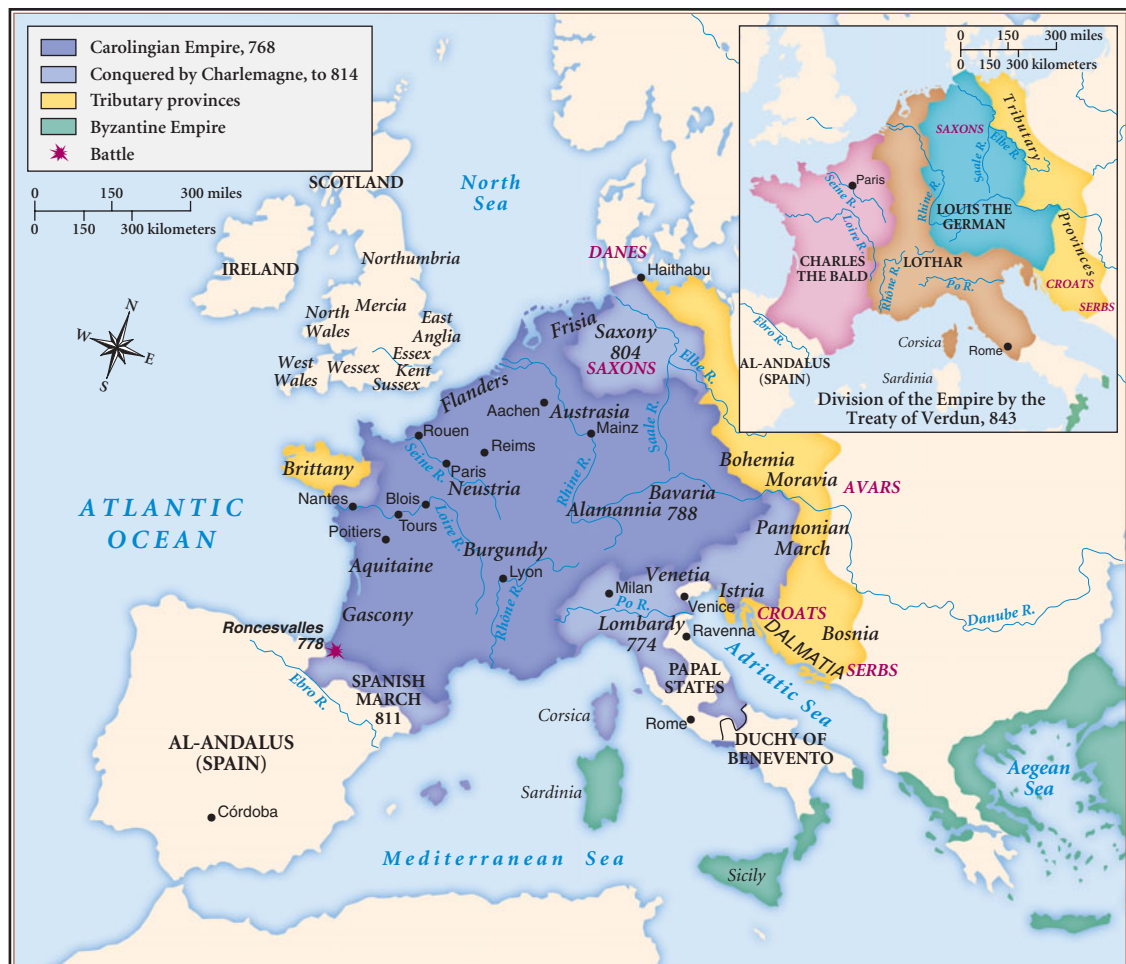 Carolingian Empire, 768
Conquered by Charlemagne, to 814
Tributary provinces
Byzantine Empire
Battle
0 150 300 miles
0 150 300 kilometers
N
W
E
S
SCOTLAND
IRELAND
North
Sea
Northumbria
Mercia
North
Wales
East
Anglia
Essex
West
Wales
Wessex
Kent
Sussex
DANES
Haithabu
Frisia
Saxony
804
SAXONS
Elbe R.
Flanders
Aachen
Austrasia
Mainz
Saale R.
Rouen
Reims
Seine R.
Paris
Neustria
Rhine R.
Brittany
Bohemia
Moravia
AVARS
ATLANTIC
OCEAN
Nantes
Blois
Tours
Loire R.
Poitiers
Alamannia
Bavaria
788
Pannonian
March
Aquitaine
Burgundy
Lyon
Rhône R.
Gascony
Milan
Venetia
Istria
Po R.
Venice
Lombardy
774
Ravenna
CROATS
DALMATIA
Bosnia
SERBS
Danube R.
Roncesvalles
778
SPANISH
MARCH
811
Ebro R.
PAPAL
STATES
Adriatic Sea
Corsica
Rome
DUCHY OF
BENEVENTO
AL-ANDALUS
(SPAIN)
Córdoba
Sardinia
Aegean
Sea
Mediterranean Sea
Sicily
0 150 300 miles
0 150 300 kilometers
Tributary
Provinces
SAXONS
Elbe R.
Saale R.
Paris
Seine R.
Rhine R.
LOUIS THE
GERMAN
Loire R.
CHARLES
THE BALD
LOTHAR
Rhône R.
Po R.
CROATS
SERBS
Ebro R.
Corsica
Rome
AL-ANDALUS
(SPAIN)
Sardinia
Division of the Empire by the
Treaty of Verdun, 843